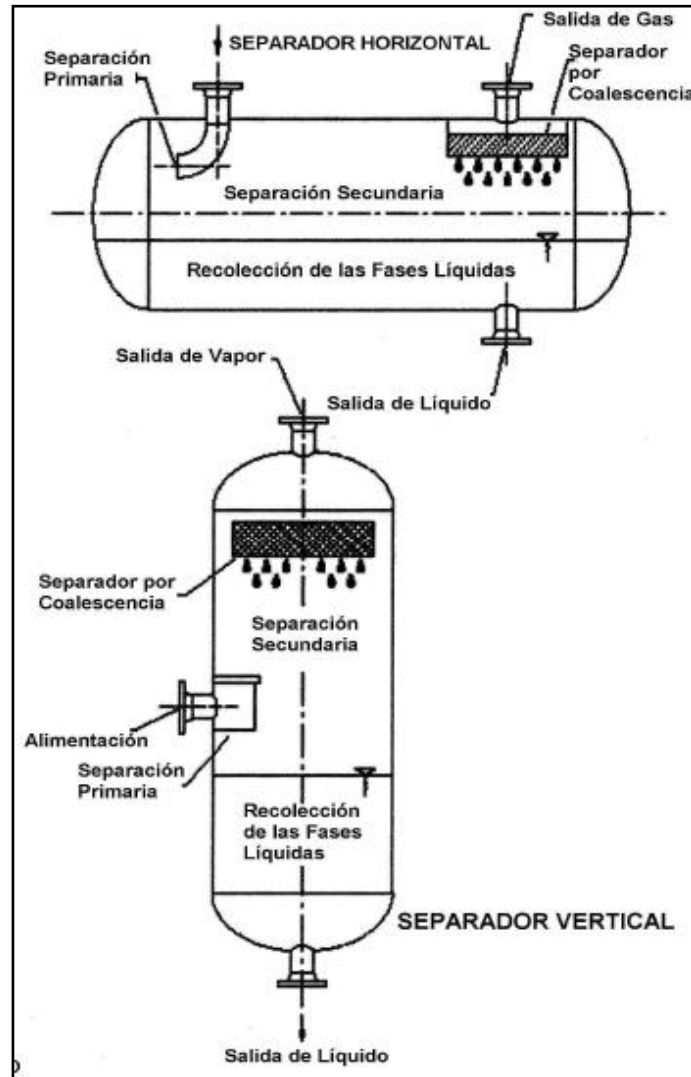 Salida de Gas
SEPARADOR HORIZONTAL
Separación
Primaria
Separador
por
Coalescencia
Separación Secundaria
Recolección de las Fases Líquidas
Salida de Vapor
Salida de Líquido
Separador por
Coalescencia
Separación
Secundaria
Alimentación
Separación
Primaria
Recolección
de las Fases
Líquidas
SEPARADOR VERTICAL
Salida de Líquido